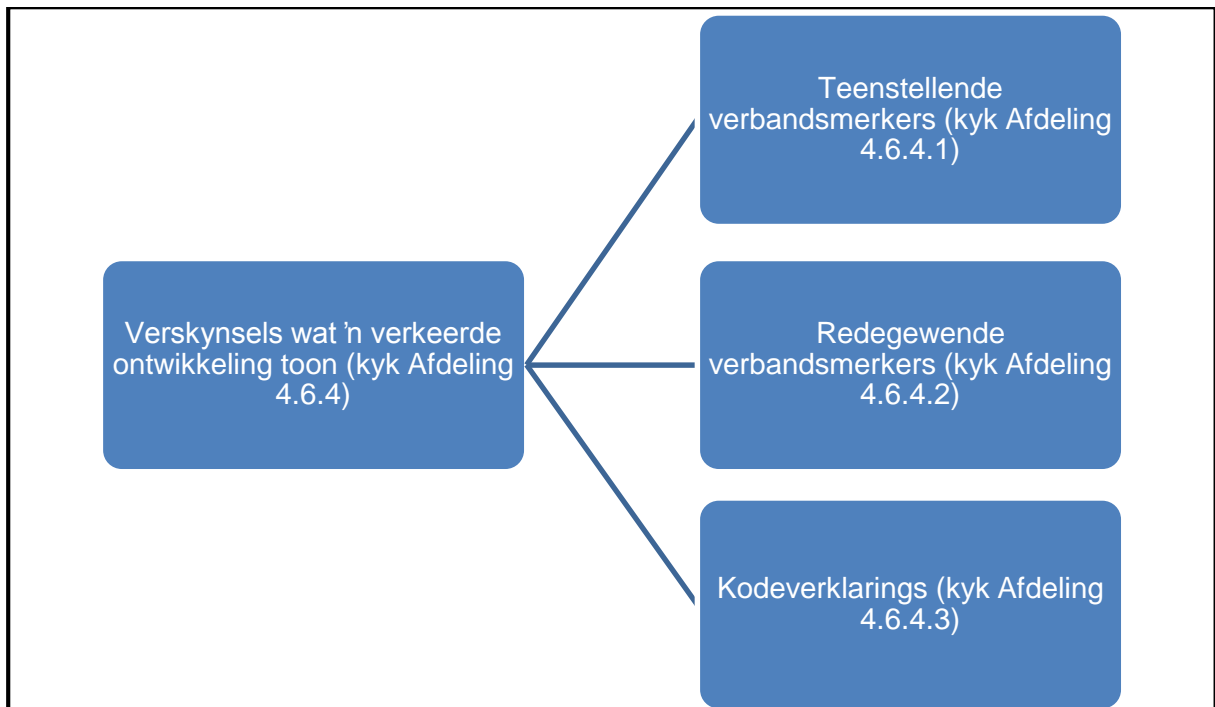 Teenstellende
verbandsmerkers (kyk Afdeling
4.6.4.1)
Verskynsels wat 'n verkeerde
ontwikkeling toon (kyk Afdeling
4.6.4)
Redegewende
verbandsmerkers (kyk Afdeling
4.6.4.2)
Kodeverklarings (kyk Afdeling
4.6.4.3)